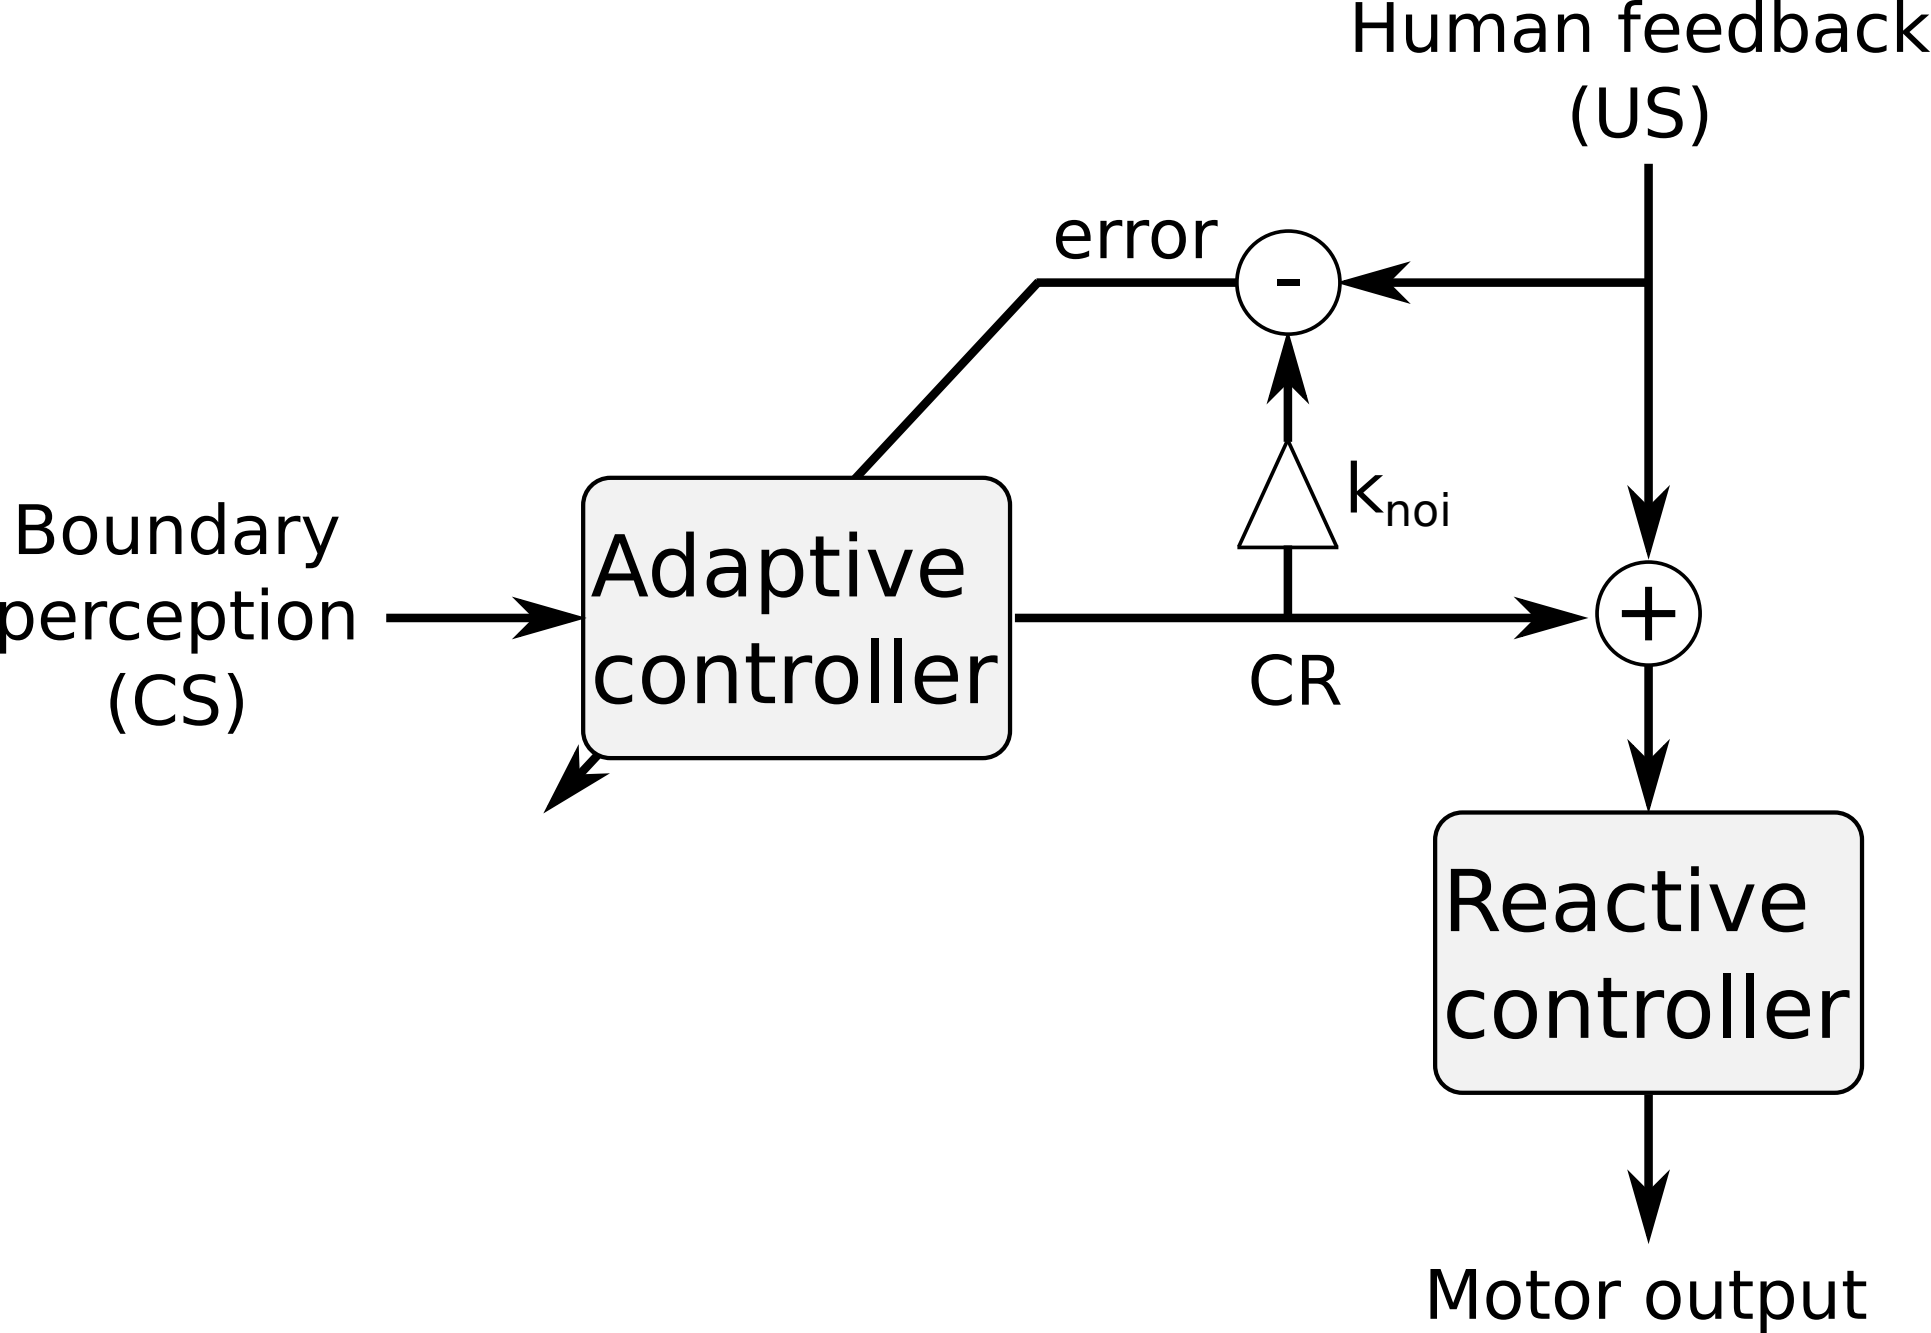 Human feedback
(US)
error
-
k_noi
Boundary
perception
(CS)
Adaptive
controller
+
CR
Reactive
controller
Motor output